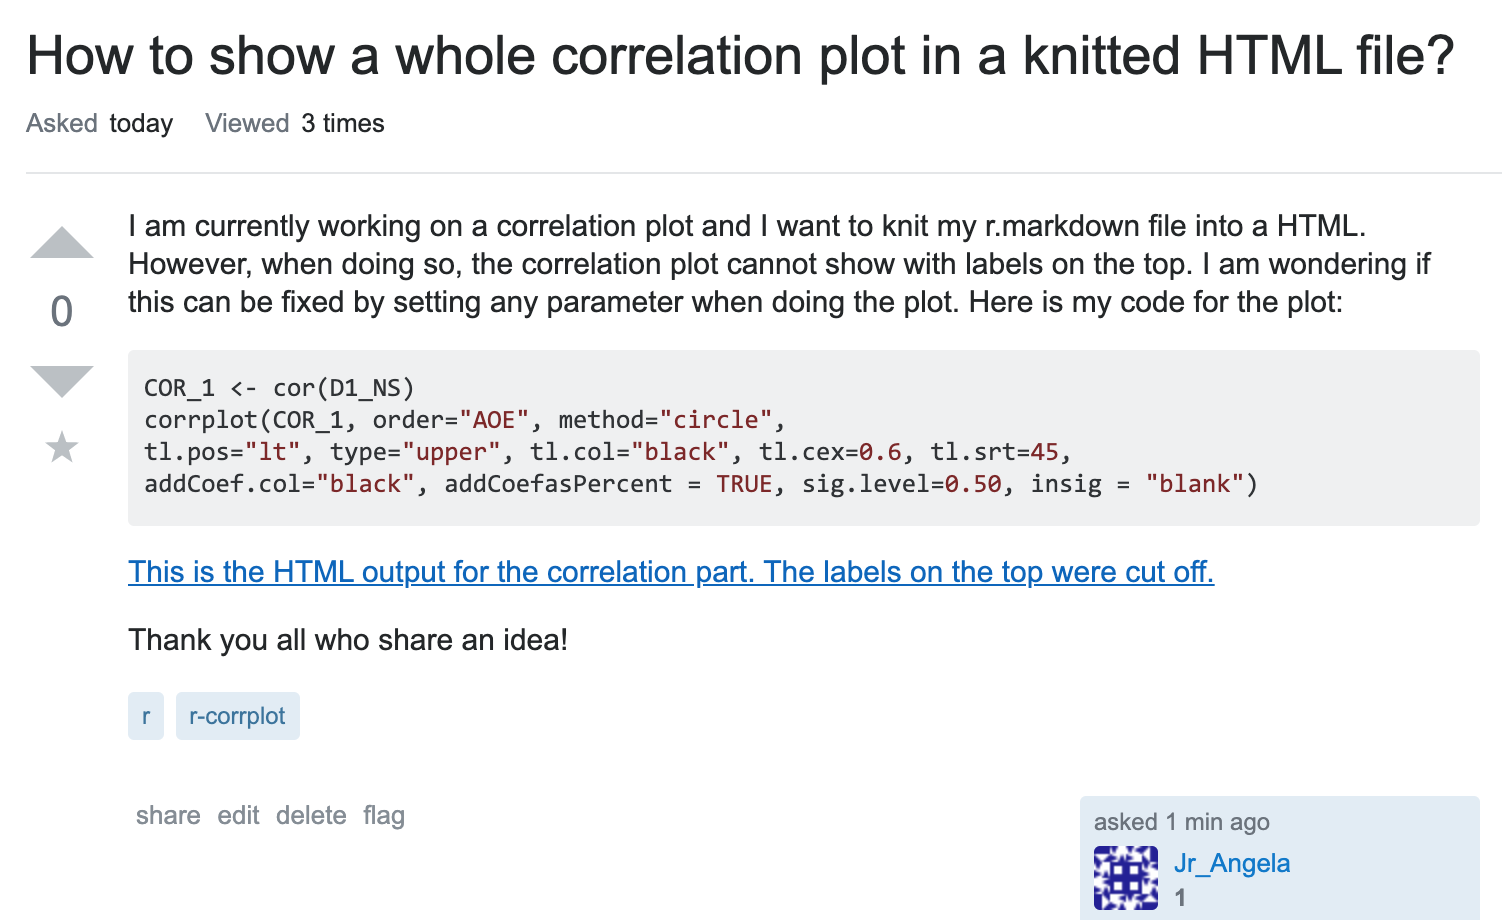 How to show a whole correlation plot in a knitted HTML file?
Asked today Viewed 3 times
I am currently working on a correlation plot and I want to knit my r.markdown file into a HTML.
However, when doing so, the correlation plot cannot show with labels on the top. I am wondering if
this can be fixed by setting any parameter when doing the plot. Here is my code for the plot:
0
COR_1 <- cor(D1_NS)
corrplot(COR_1, order="AOE", method="circle",
tl.pos="lt", type="upper", tl.col="black", tl.cex=0.6, tl.srt=45,
addCoef.col="black", addCoefasPercent = TRUE, sig.level=0.50, insig = "blank")
This is the HTML output for the correlation part. The labels on the top were cut off.
Thank you all who share an idea!
r r-corrplot
share edit delete flag
asked 1 min ago
Jr_Angela
1